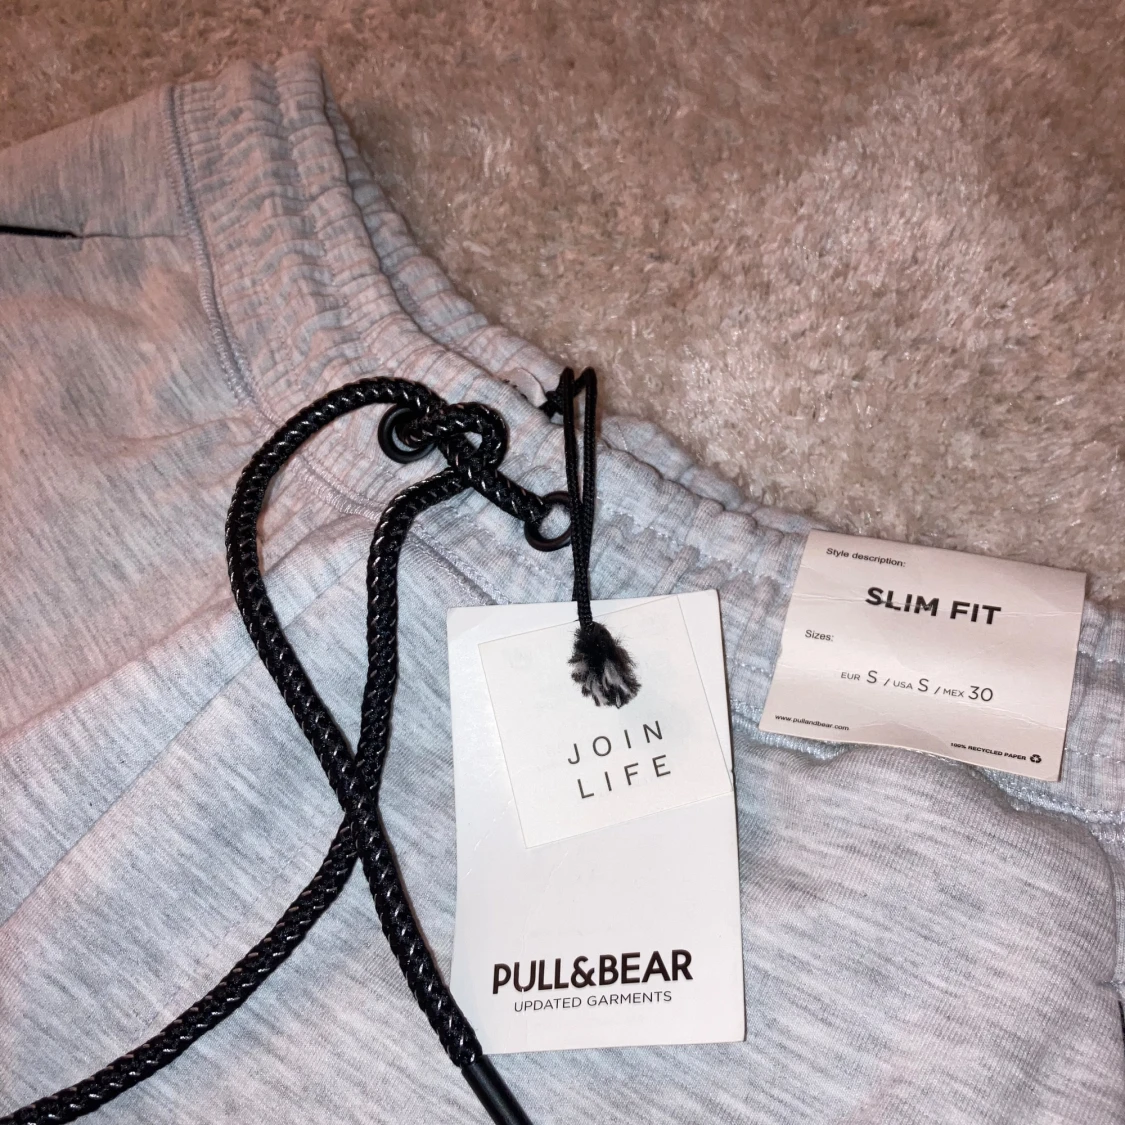 Style description:
SLIM FIT
Sizes:
EUR S / USA S / MEX 30
www.pullandbear.com
100% RECYCLED PAPER
JOIN
LIFE
PULL&BEAR
UPDATED GARMENTS